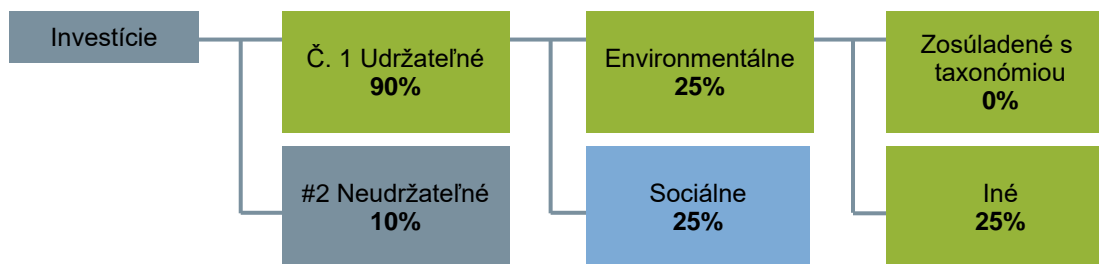 Investície
Č. 1 Udržateľné
90%
Environmentálne
25%
Zosúladené s
taxonómiou
0%
#2 Neudržateľné
10%
Sociálne
25%
Iné
25%